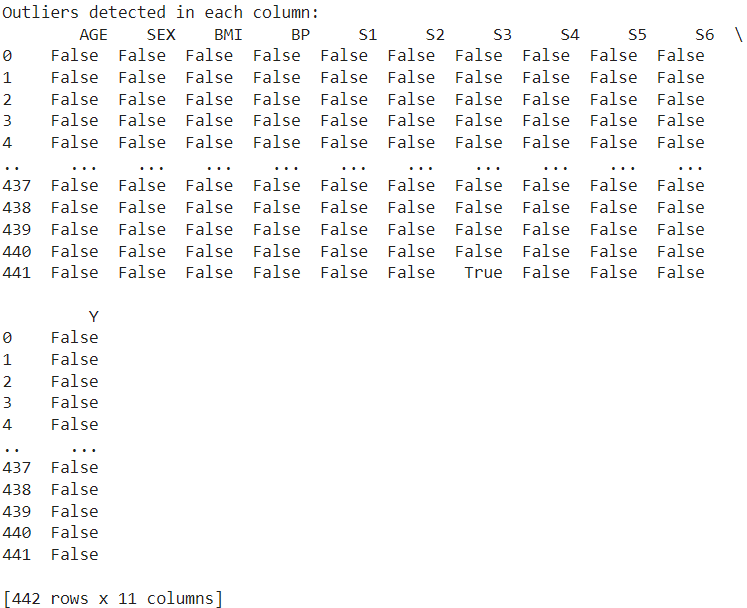 Outliers detected in each column:
       AGE    SEX    BMI     BP     S1     S2     S3     S4     S5     S6  \
0    False  False  False  False  False  False  False  False  False  False
1    False  False  False  False  False  False  False  False  False  False
2    False  False  False  False  False  False  False  False  False  False
3    False  False  False  False  False  False  False  False  False  False
4    False  False  False  False  False  False  False  False  False  False
..     ...    ...    ...    ...    ...    ...    ...    ...    ...    ...
437  False  False  False  False  False  False  False  False  False  False
438  False  False  False  False  False  False  False  False  False  False
439  False  False  False  False  False  False  False  False  False  False
440  False  False  False  False  False  False  False  False  False  False
441  False  False  False  False  False  False   True  False  False  False

         Y
0    False
1    False
2    False
3    False
4    False
..     ...
437  False
438  False
439  False
440  False
441  False

[442 rows x 11 columns]